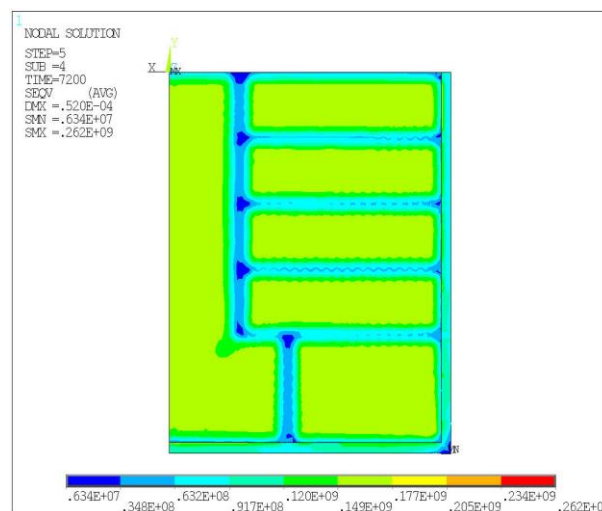 1
NODAL SOLUTION
STEP=5
SUB =4
TIME=7200
SEQV (AVG)
DMX =.520E-04
SMN =.634E+07
SMX =.262E+09
Y
X
MX
MN
.634E+07 .632E+08 .120E+09 .177E+09 .234E+09
.348E+08 .917E+08 .149E+09 .205E+09 .262E+0